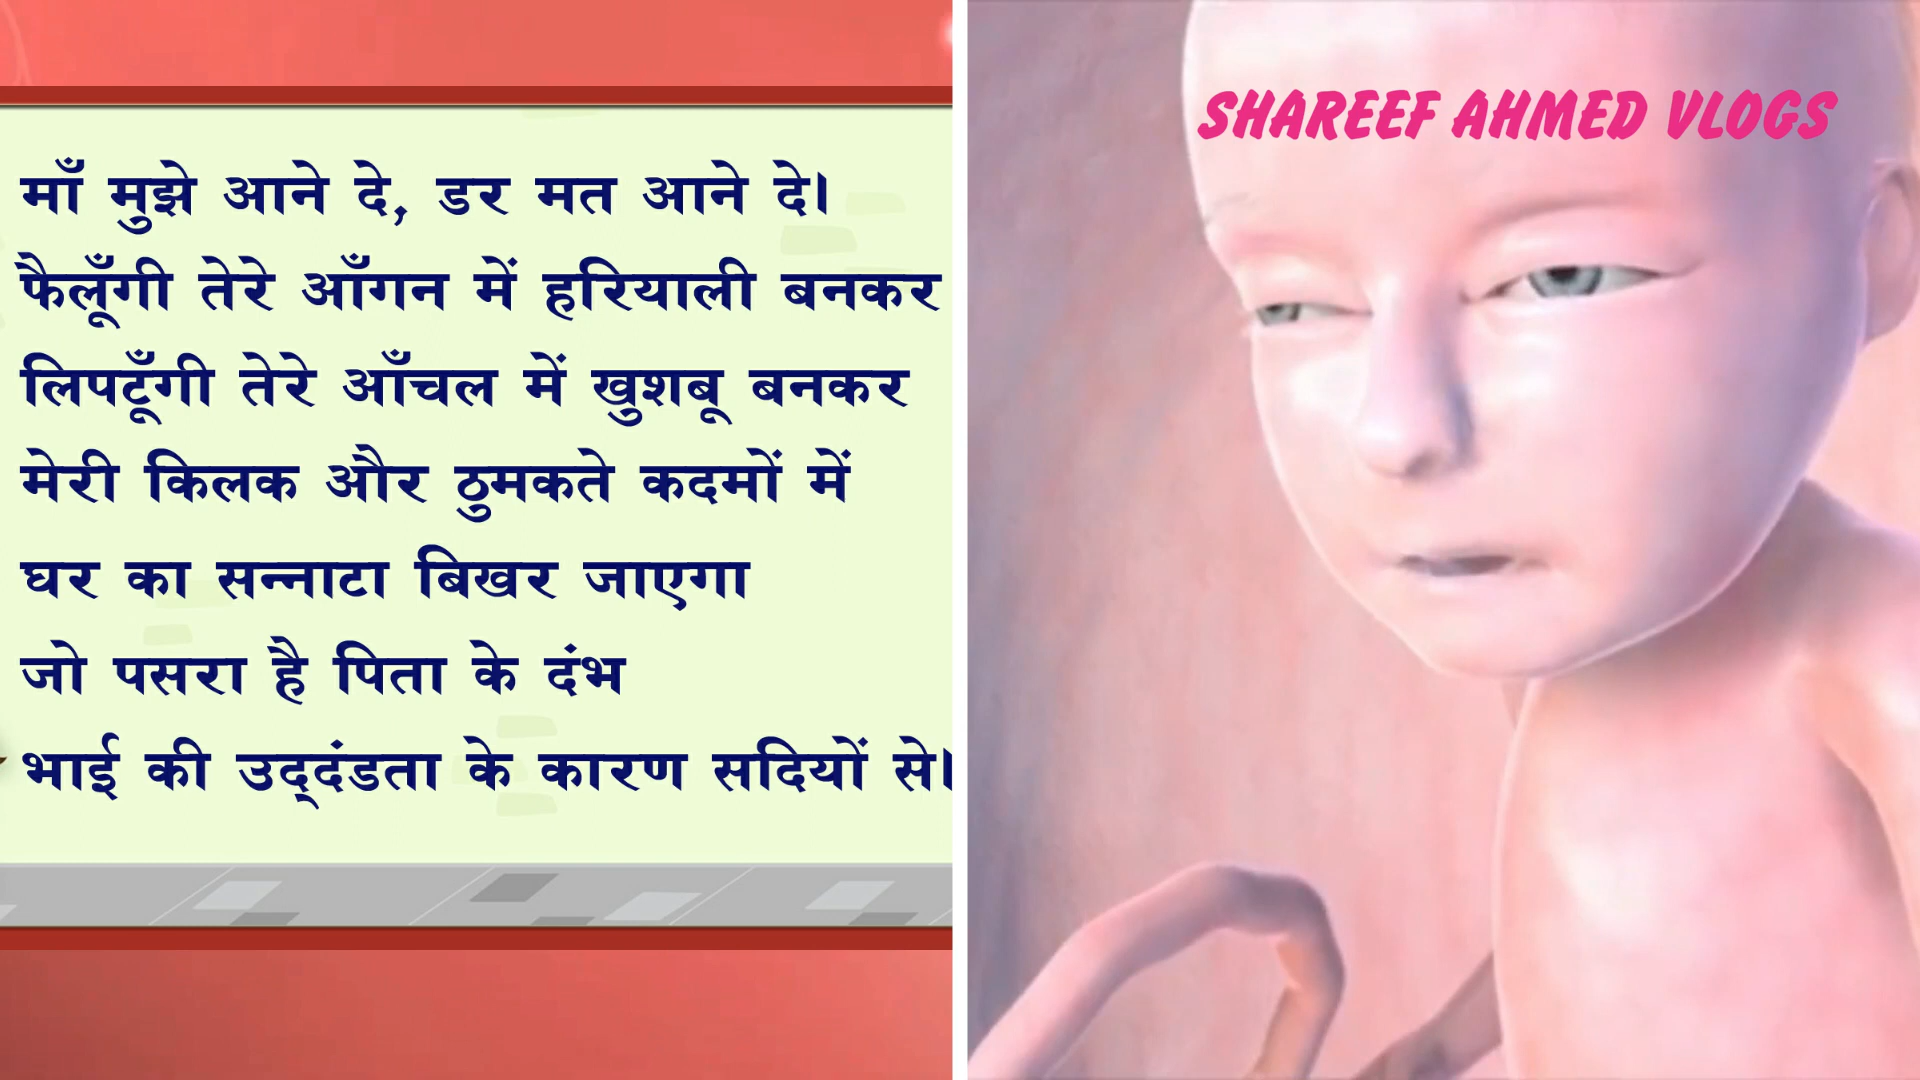 माँ मुझे आने दे, डर मत आने दे।
फैलूँगी तेरे आँगन में हरियाली बनकर
लिपटूँगी तेरे आँचल में खुशबू बनकर
मेरी किलक और ठुमकते कदमों में
घर का सन्नाटा बिखर जाएगा
जो पसरा है पिता के दंभ
भाई की उद्‌दंडता के कारण सदियों से।
SHAREEF AHMED VLOGS